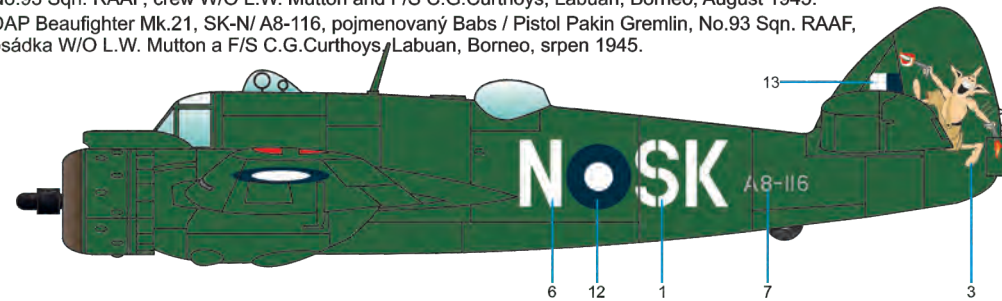 No.93 Sqn. RAAF, crew W/O L.W. Mutton and F/S C.G.Curthoys, Labuan, Borneo, August 1945.
DAP Beaufighter Mk.21, SK-N/ A8-116, pojmenovaný Babs / Pistol Pakin Gremlin, No.93 Sqn. RAAF,
osádka W/O L.W. Mutton a F/S C.G.Curthoys, Labuan, Borneo, srpen 1945.
13
N SK A8-116
6 12 1 7 3